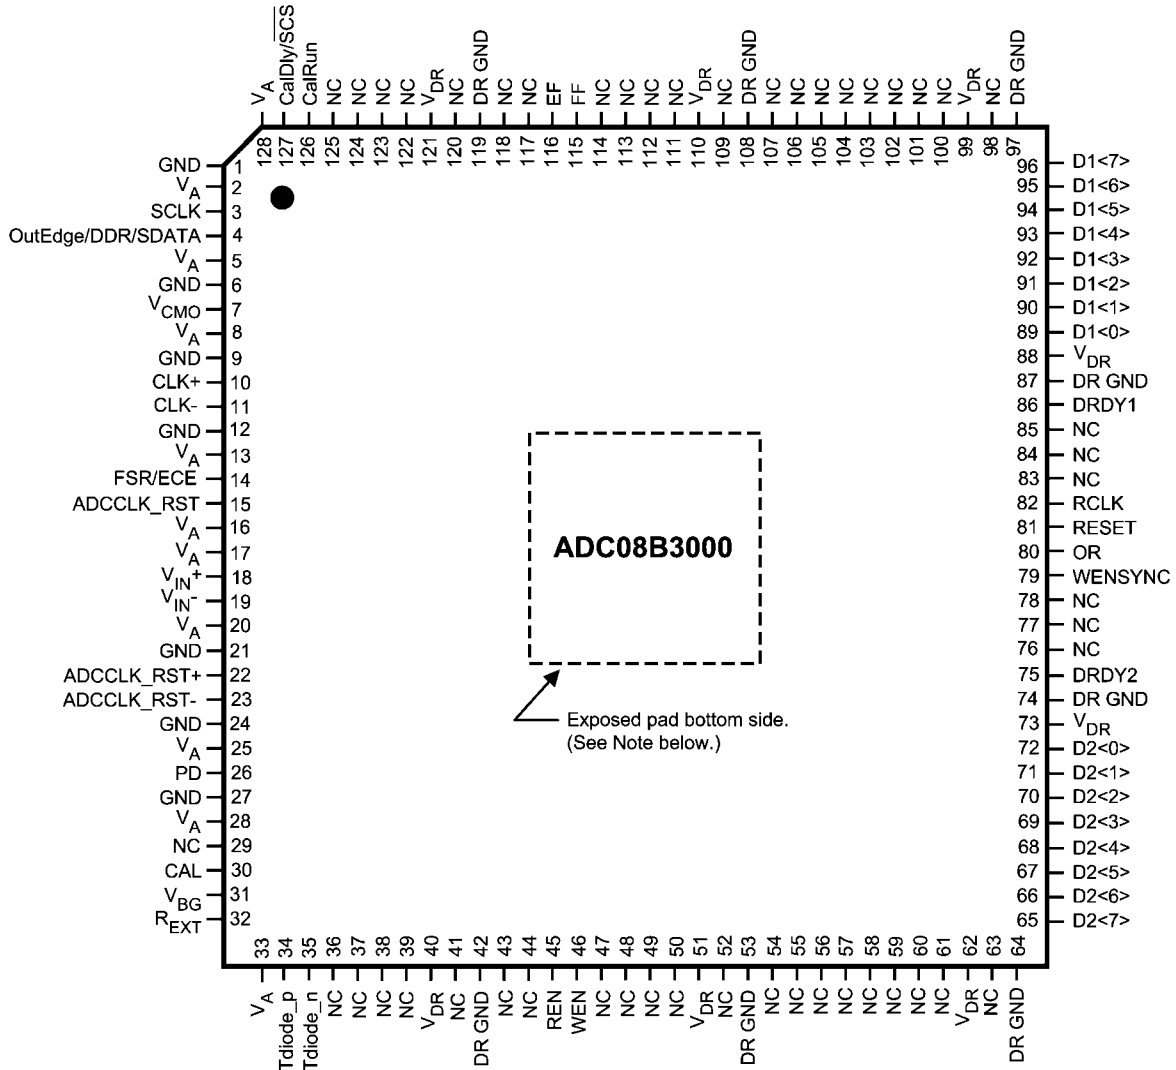 V_A
CalDly/SCS
CalRun
NC
NC
NC
NC
V_DR
NC
DR GND
NC
NC
EF
FF
NC
NC
NC
NC
V_DR
NC
DR GND
NC
NC
NC
NC
NC
NC
NC
NC
V_DR
NC
DR GND
128
127
126
125
124
123
122
121
120
119
118
117
116
115
114
113
112
111
110
109
108
107
106
105
104
103
102
101
100
99
98
97
GND 1
V_A 2
SCLK 3
OutEdge/DDR/SDATA 4
V_A 5
GND 6
V_CMO 7
V_A 8
GND 9
CLK+ 10
CLK- 11
GND 12
V_A 13
FSR/ECE 14
ADCCLK_RST 15
V_A 16
V_A 17
V_IN+ 18
V_IN- 19
V_A 20
GND 21
ADCCLK_RST+ 22
ADCCLK_RST- 23
GND 24
V_A 25
PD 26
GND 27
V_A 28
NC 29
CAL 30
V_BG 31
R_EXT 32
ADC08B3000
Exposed pad bottom side.
(See Note below.)
96 D1<7>
95 D1<6>
94 D1<5>
93 D1<4>
92 D1<3>
91 D1<2>
90 D1<1>
89 D1<0>
88 V_DR
87 DR GND
86 DRDY1
85 NC
84 NC
83 NC
82 RCLK
81 RESET
80 OR
79 WENSYNC
78 NC
77 NC
76 NC
75 DRDY2
74 DR GND
73 V_DR
72 D2<0>
71 D2<1>
70 D2<2>
69 D2<3>
68 D2<4>
67 D2<5>
66 D2<6>
65 D2<7>
33
34
35
36
37
38
39
40
41
42
43
44
45
46
47
48
49
50
51
52
53
54
55
56
57
58
59
60
61
62
63
64
V_A
Tdiode_p
Tdiode_n
NC
NC
NC
NC
V_DR
NC
DR GND
NC
NC
REN
WEN
NC
NC
NC
NC
V_DR
NC
DR GND
NC
NC
NC
NC
NC
NC
NC
NC
V_DR
NC
DR GND